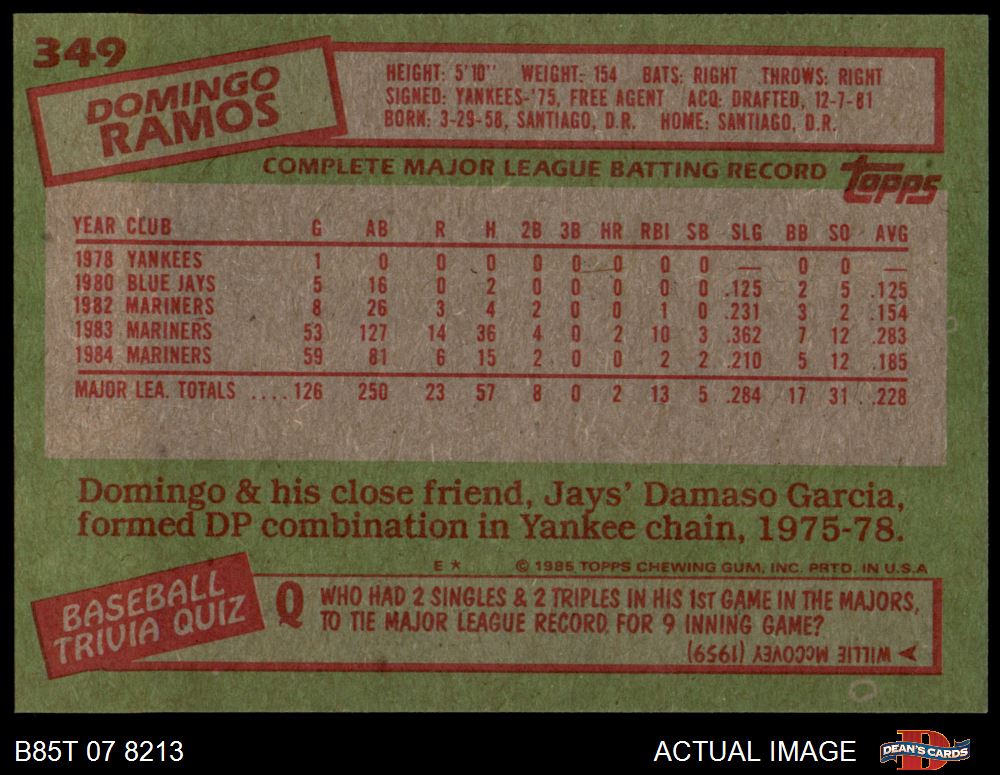 349
DOMINGO
RAMOS
HEIGHT: 5'10" WEIGHT: 154 BATS: RIGHT THROWS: RIGHT
SIGNED: YANKEES-'75, FREE AGENT ACQ: DRAFTED, 12-7-81
BORN: 3-29-58, SANTIAGO, D.R. HOME: SANTIAGO, D.R.
COMPLETE MAJOR LEAGUE BATTING RECORD topps
YEAR CLUB G AB R H 2B 3B HR RBI SB SLG BB SO AVG
1978 YANKEES 1 0 0 0 0 0 0 0 0 — 0 0 —
1980 BLUE JAYS 5 16 0 2 0 0 0 0 0 .125 2 5 .125
1982 MARINERS 8 26 3 4 2 0 0 1 0 .231 3 2 .154
1983 MARINERS 53 127 14 36 4 0 2 10 3 .362 7 12 .283
1984 MARINERS 59 81 6 15 2 0 0 2 2 .210 5 12 .185
MAJOR LEA. TOTALS ....126 250 23 57 8 0 2 13 5 .284 17 31 .228
Domingo & his close friend, Jays' Damaso Garcia,
formed DP combination in Yankee chain, 1975-78.
E * © 1985 TOPPS CHEWING GUM, INC. PRTD. IN U.S.A
BASEBALL
TRIVIA QUIZ
Q WHO HAD 2 SINGLES & 2 TRIPLES IN HIS 1ST GAME IN THE MAJORS,
TO TIE MAJOR LEAGUE RECORD FOR 9 INNING GAME?
A WILLIE McCOVEY (1959)
B85T 07 8213 ACTUAL IMAGE DEAN'S CARDS